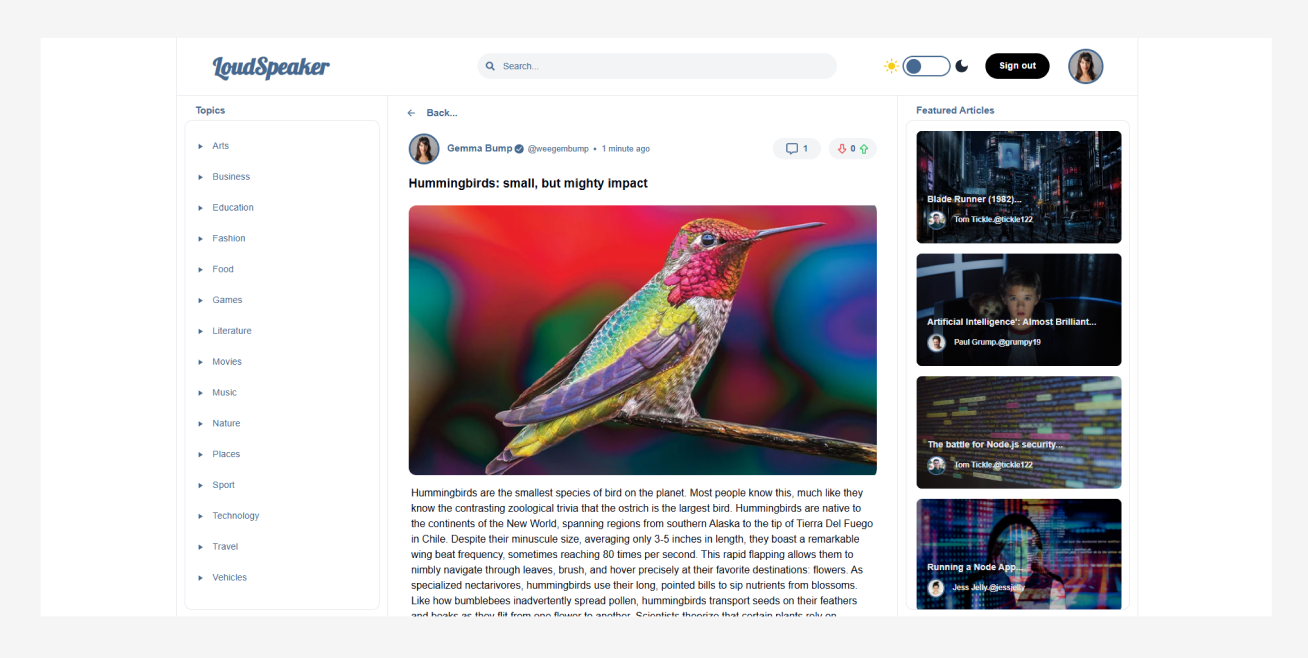 LoudSpeaker
Search...
Sign out
Topics
Arts
Business
Education
Fashion
Food
Games
Literature
Movies
Music
Nature
Places
Sport
Technology
Travel
Vehicles
Back...
Gemma Bump @weegembump • 1 minute ago
1
0
Hummingbirds: small, but mighty impact
Hummingbirds are the smallest species of bird on the planet. Most people know this, much like they
know the contrasting zoological trivia that the ostrich is the largest bird. Hummingbirds are native to
the continents of the New World, spanning regions from southern Alaska to the tip of Tierra Del Fuego
in Chile. Despite their minuscule size, averaging only 3-5 inches in length, they boast a remarkable
wing beat frequency, sometimes reaching 80 times per second. This rapid flapping allows them to
nimbly navigate through leaves, brush, and hover precisely at their favorite destinations: flowers. As
specialized nectarivores, hummingbirds use their long, pointed bills to sip nutrients from blossoms.
Like how bumblebees inadvertently spread pollen, hummingbirds transport seeds on their feathers
and beaks as they flit from one flower to another. Scientists theorize that certain plants rely on
Featured Articles
Blade Runner (1982)...
Tom Tickle.@tickle122
Artificial Intelligence': Almost Brilliant...
Paul Grump.@grumpy19
The battle for Node.js security...
Tom Tickle.@tickle122
Running a Node App...
Jess Jelly.@jessjelly